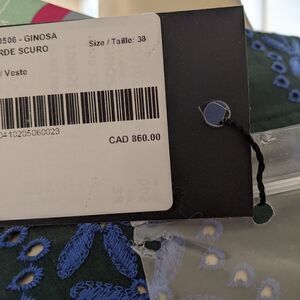 0506 - GINOSA
RDE SCURO
Size / Taille: 38
/ Veste
0410205060023
CAD 860.00